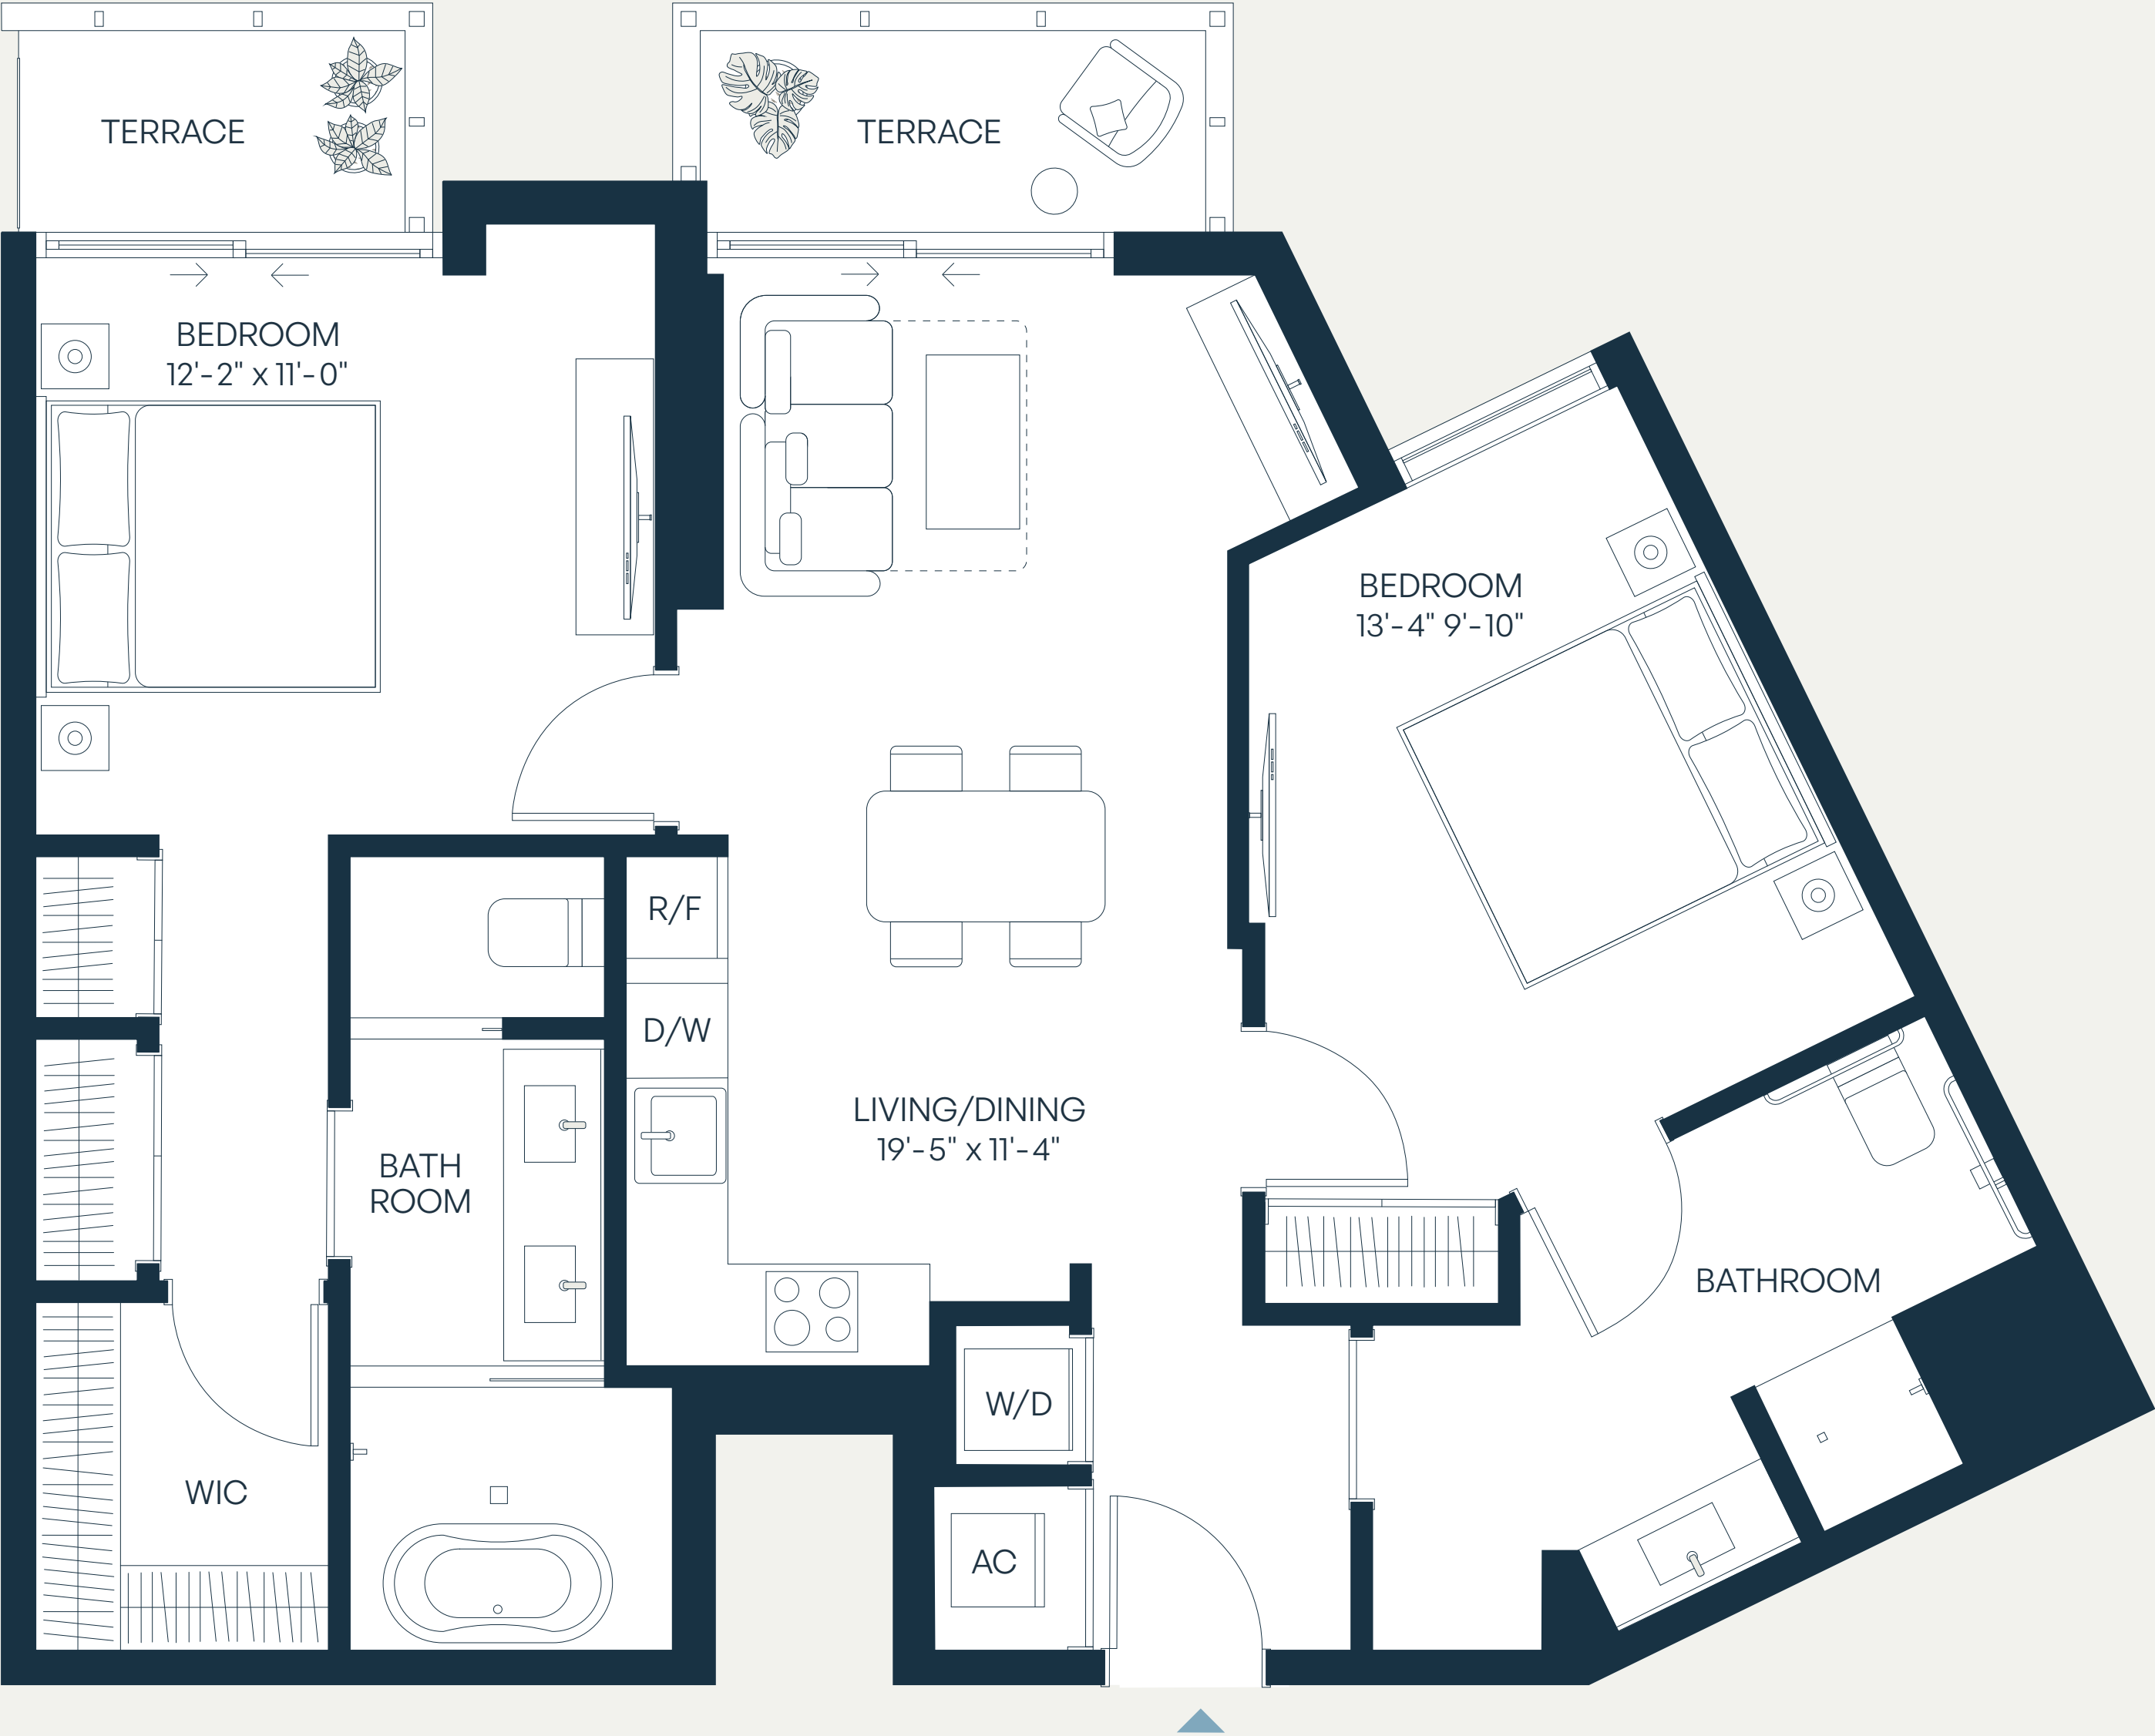 TERRACE
TERRACE
BEDROOM
12'-2" x 11'-0"
BEDROOM
13'-4" 9'-10"
R/F
D/W
LIVING/DINING
19'-5" x 11'-4"
BATH
ROOM
BATHROOM
W/D
WIC
AC